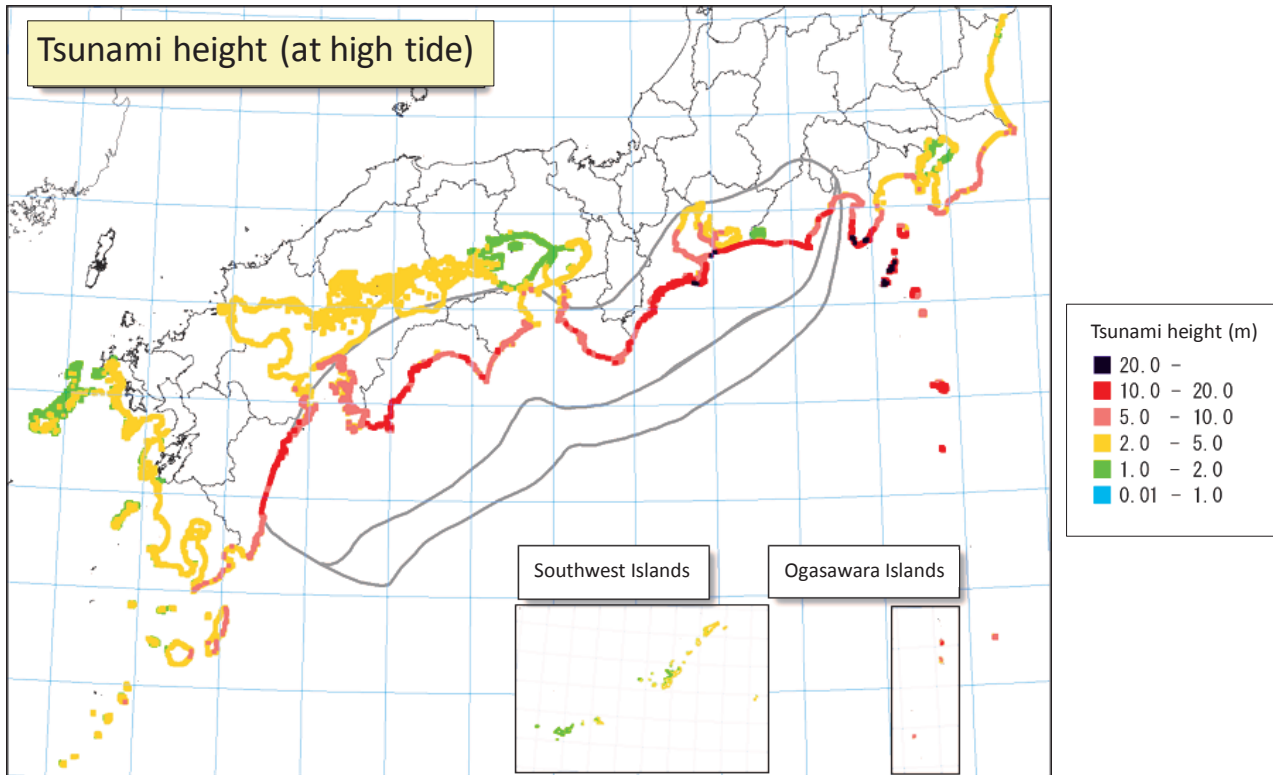 Tsunami height (at high tide)
Tsunami height (m)
20.0 -
10.0 - 20.0
5.0 - 10.0
2.0 - 5.0
1.0 - 2.0
0.01 - 1.0
Southwest Islands
Ogasawara Islands